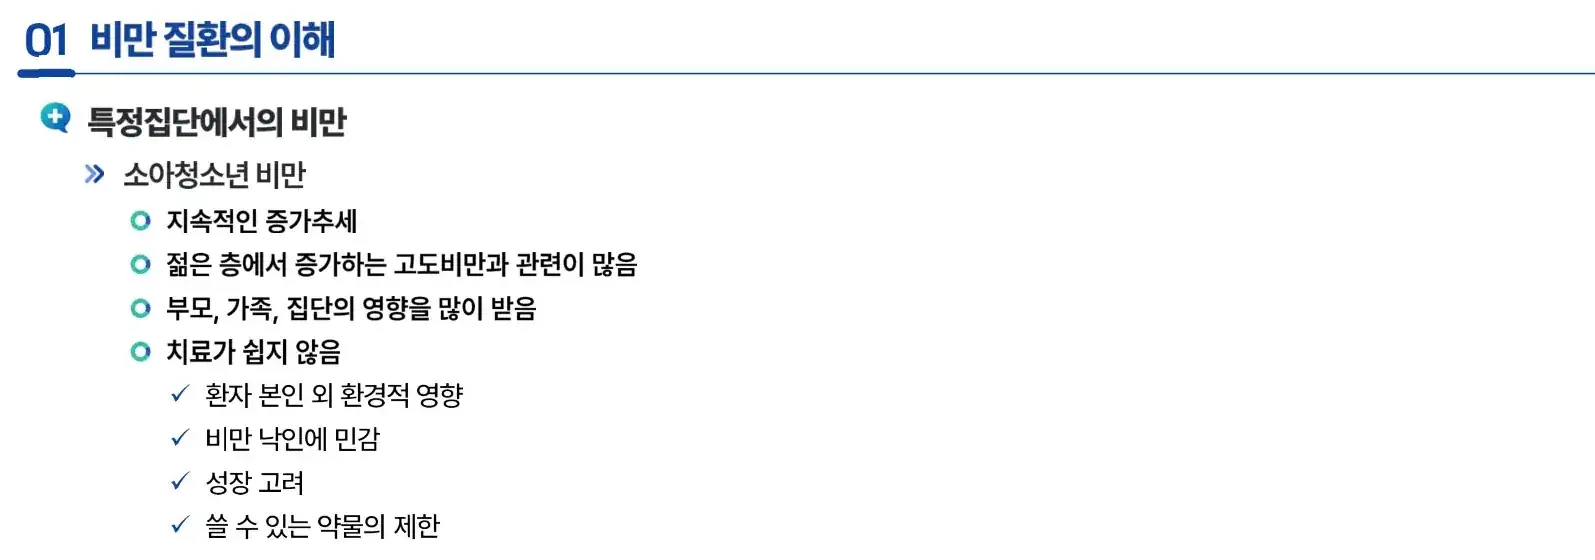 01 비만 질환의 이해
특정집단에서의 비만
소아청소년 비만
지속적인 증가추세
젊은 층에서 증가하는 고도비만과 관련이 많음
부모, 가족, 집단의 영향을 많이 받음
치료가 쉽지 않음
환자 본인 외 환경적 영향
비만 낙인에 민감
성장 고려
쓸 수 있는 약물의 제한